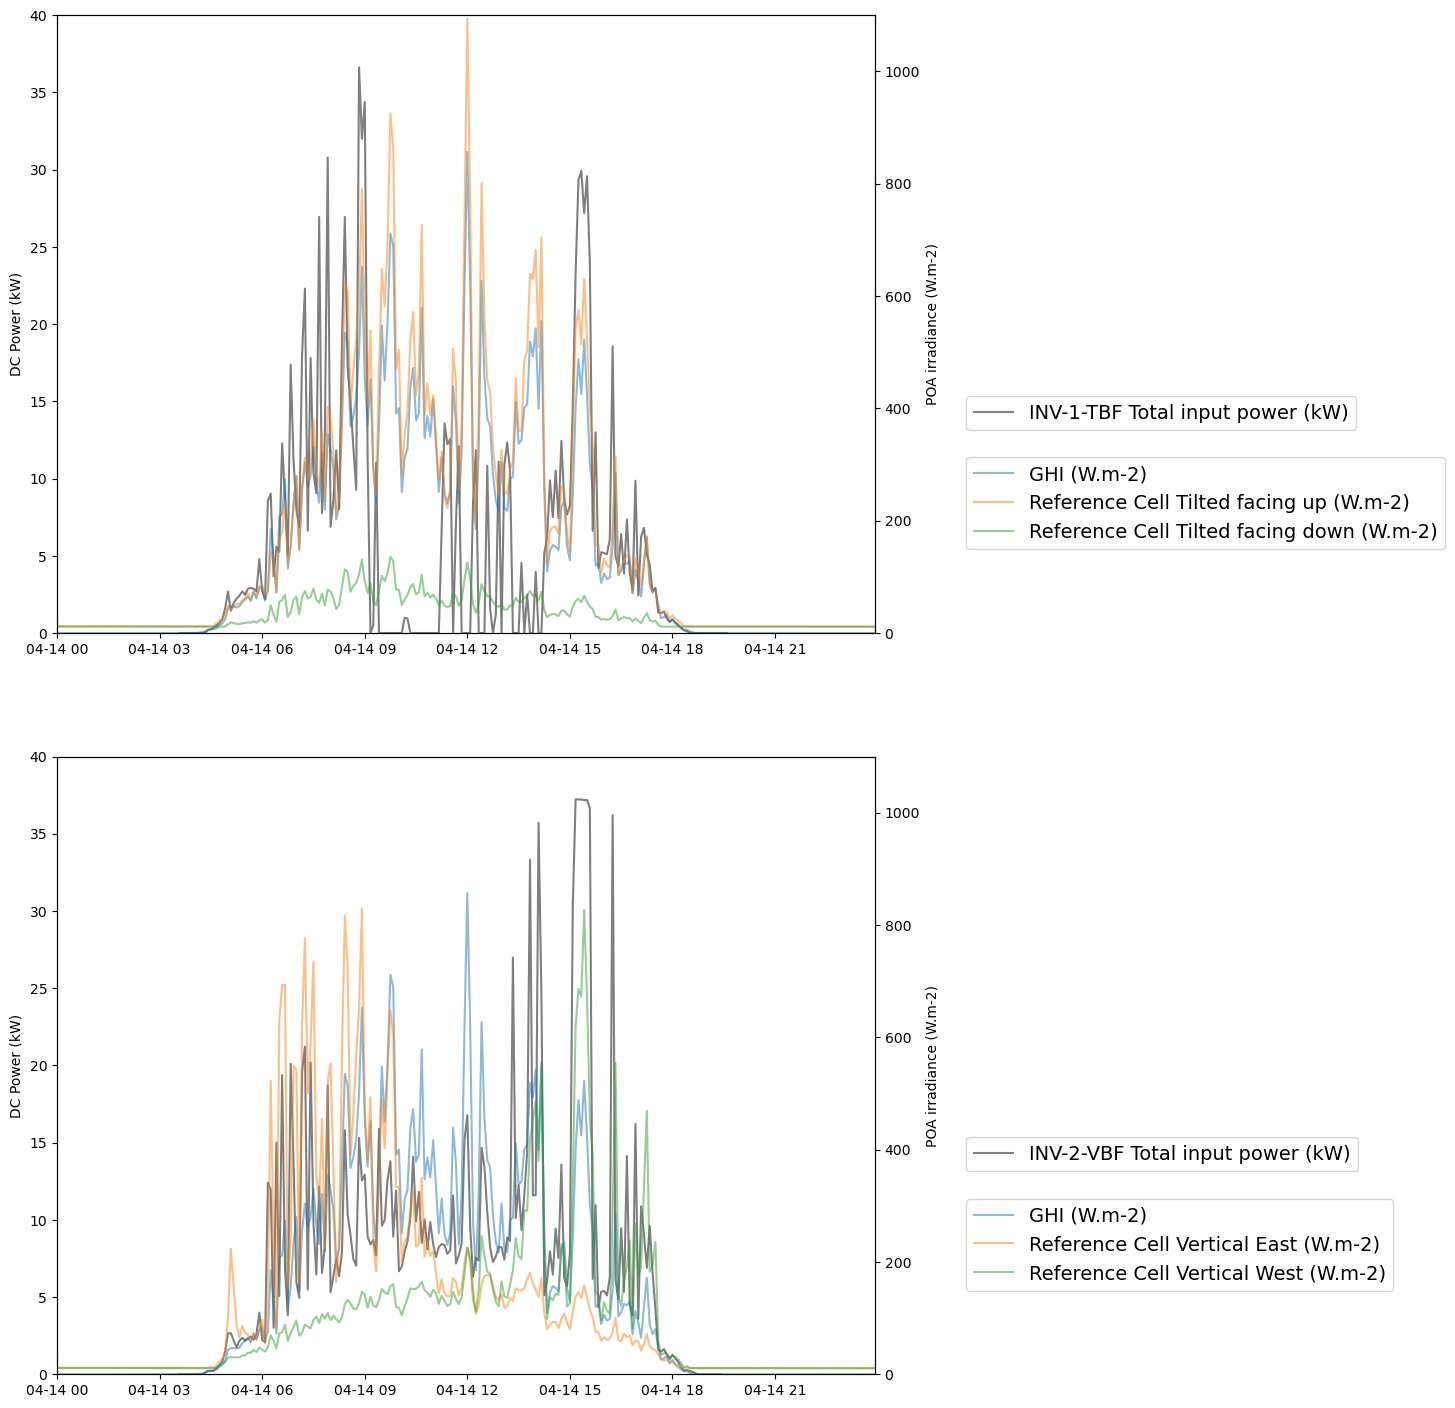 40
35
30
25
20
15
10
5
0
DC Power (kW)
1000
800
600
400
200
0
POA irradiance (W.m-2)
04-14 00 04-14 03 04-14 06 04-14 09 04-14 12 04-14 15 04-14 18 04-14 21
INV-1-TBF Total input power (kW)
GHI (W.m-2)
Reference Cell Tilted facing up (W.m-2)
Reference Cell Tilted facing down (W.m-2)
40
35
30
25
20
15
10
5
0
DC Power (kW)
1000
800
600
400
200
0
POA irradiance (W.m-2)
04-14 00 04-14 03 04-14 06 04-14 09 04-14 12 04-14 15 04-14 18 04-14 21
INV-2-VBF Total input power (kW)
GHI (W.m-2)
Reference Cell Vertical East (W.m-2)
Reference Cell Vertical West (W.m-2)